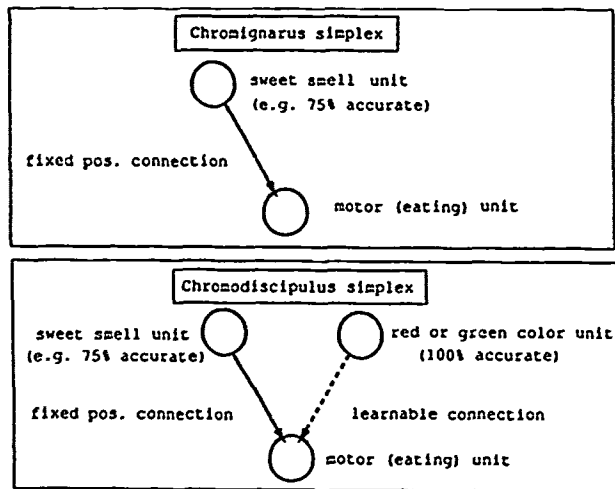 Chromignarus simplex
sweet smell unit
(e.g. 75% accurate)
fixed pos. connection
motor (eating) unit
Chromodiscipulus simplex
sweet smell unit
(e.g. 75% accurate)
red or green color unit
(100% accurate)
fixed pos. connection
learnable connection
motor (eating) unit